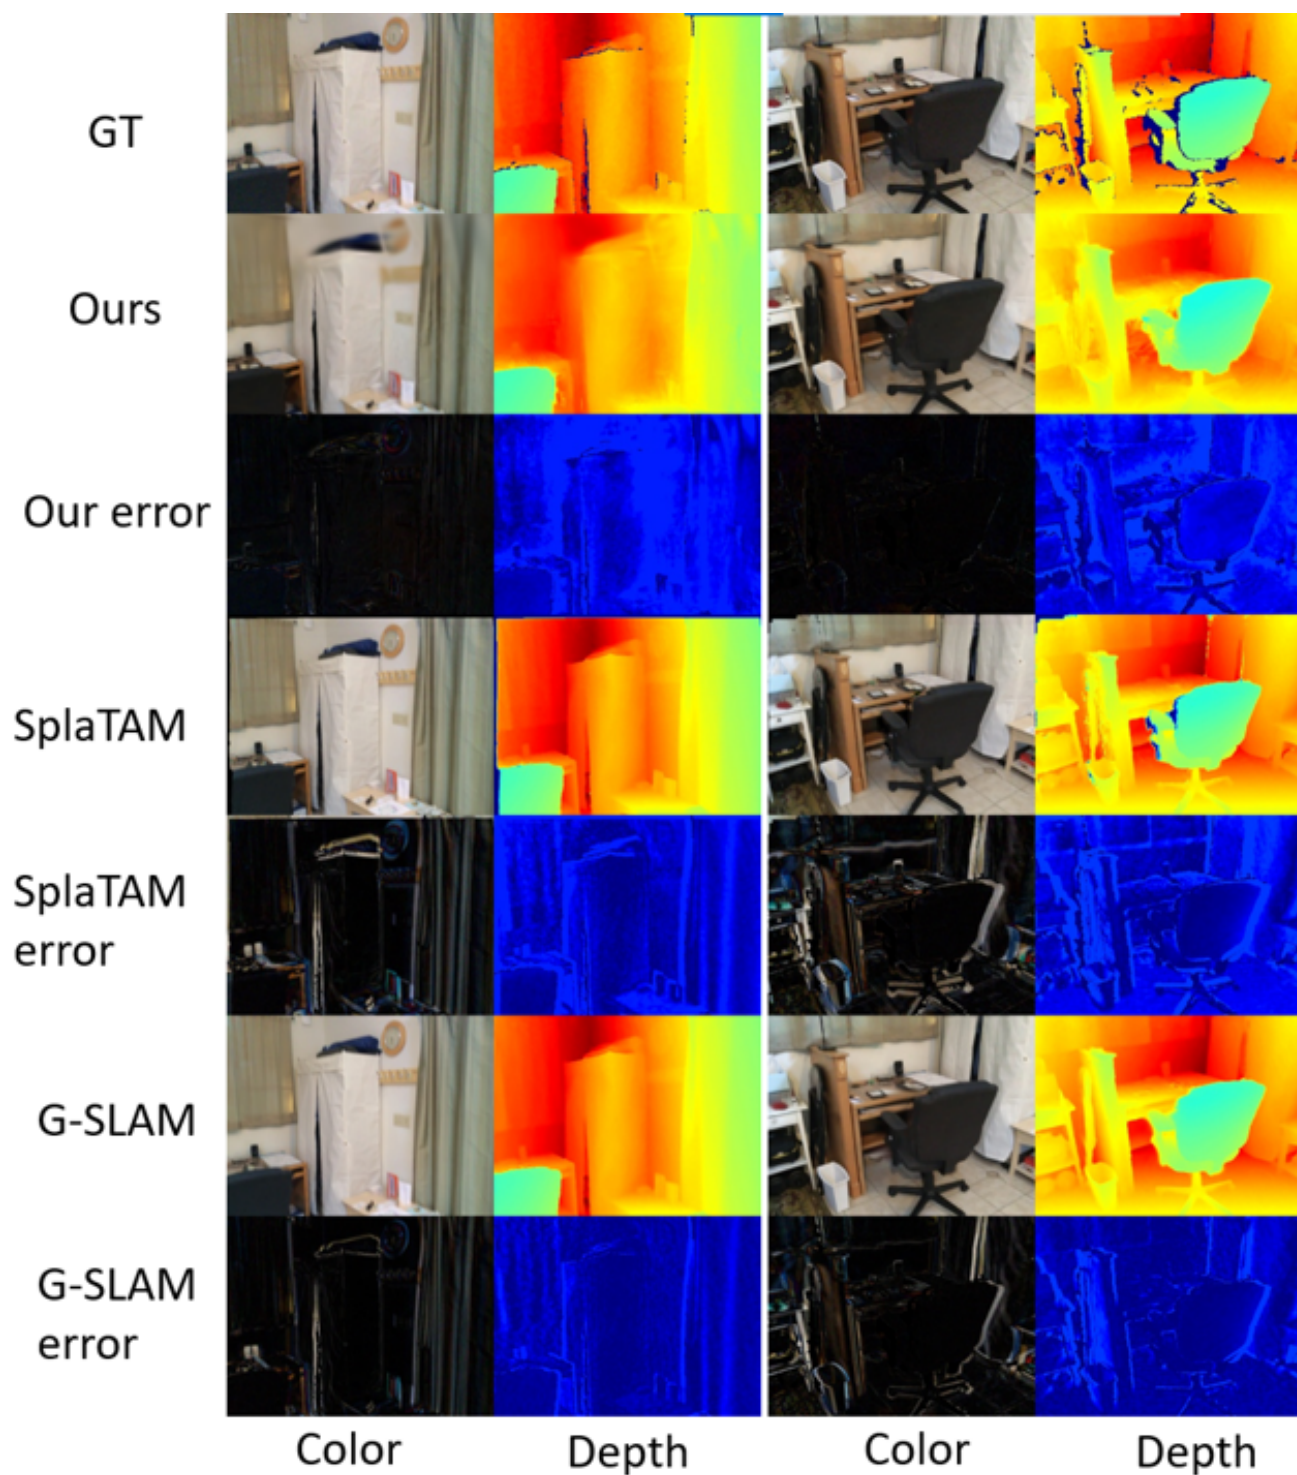 GT
Ours
Our error
SplaTAM
SplaTAM
error
G-SLAM
G-SLAM
error
Color Depth Color Depth